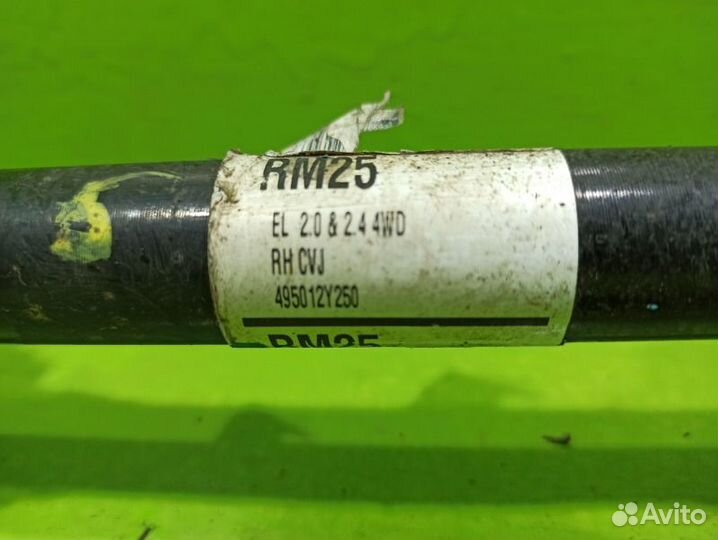 RM25
EL 2.0 & 2.4 4WD
RH CVJ
495012Y250
RM25
Avito